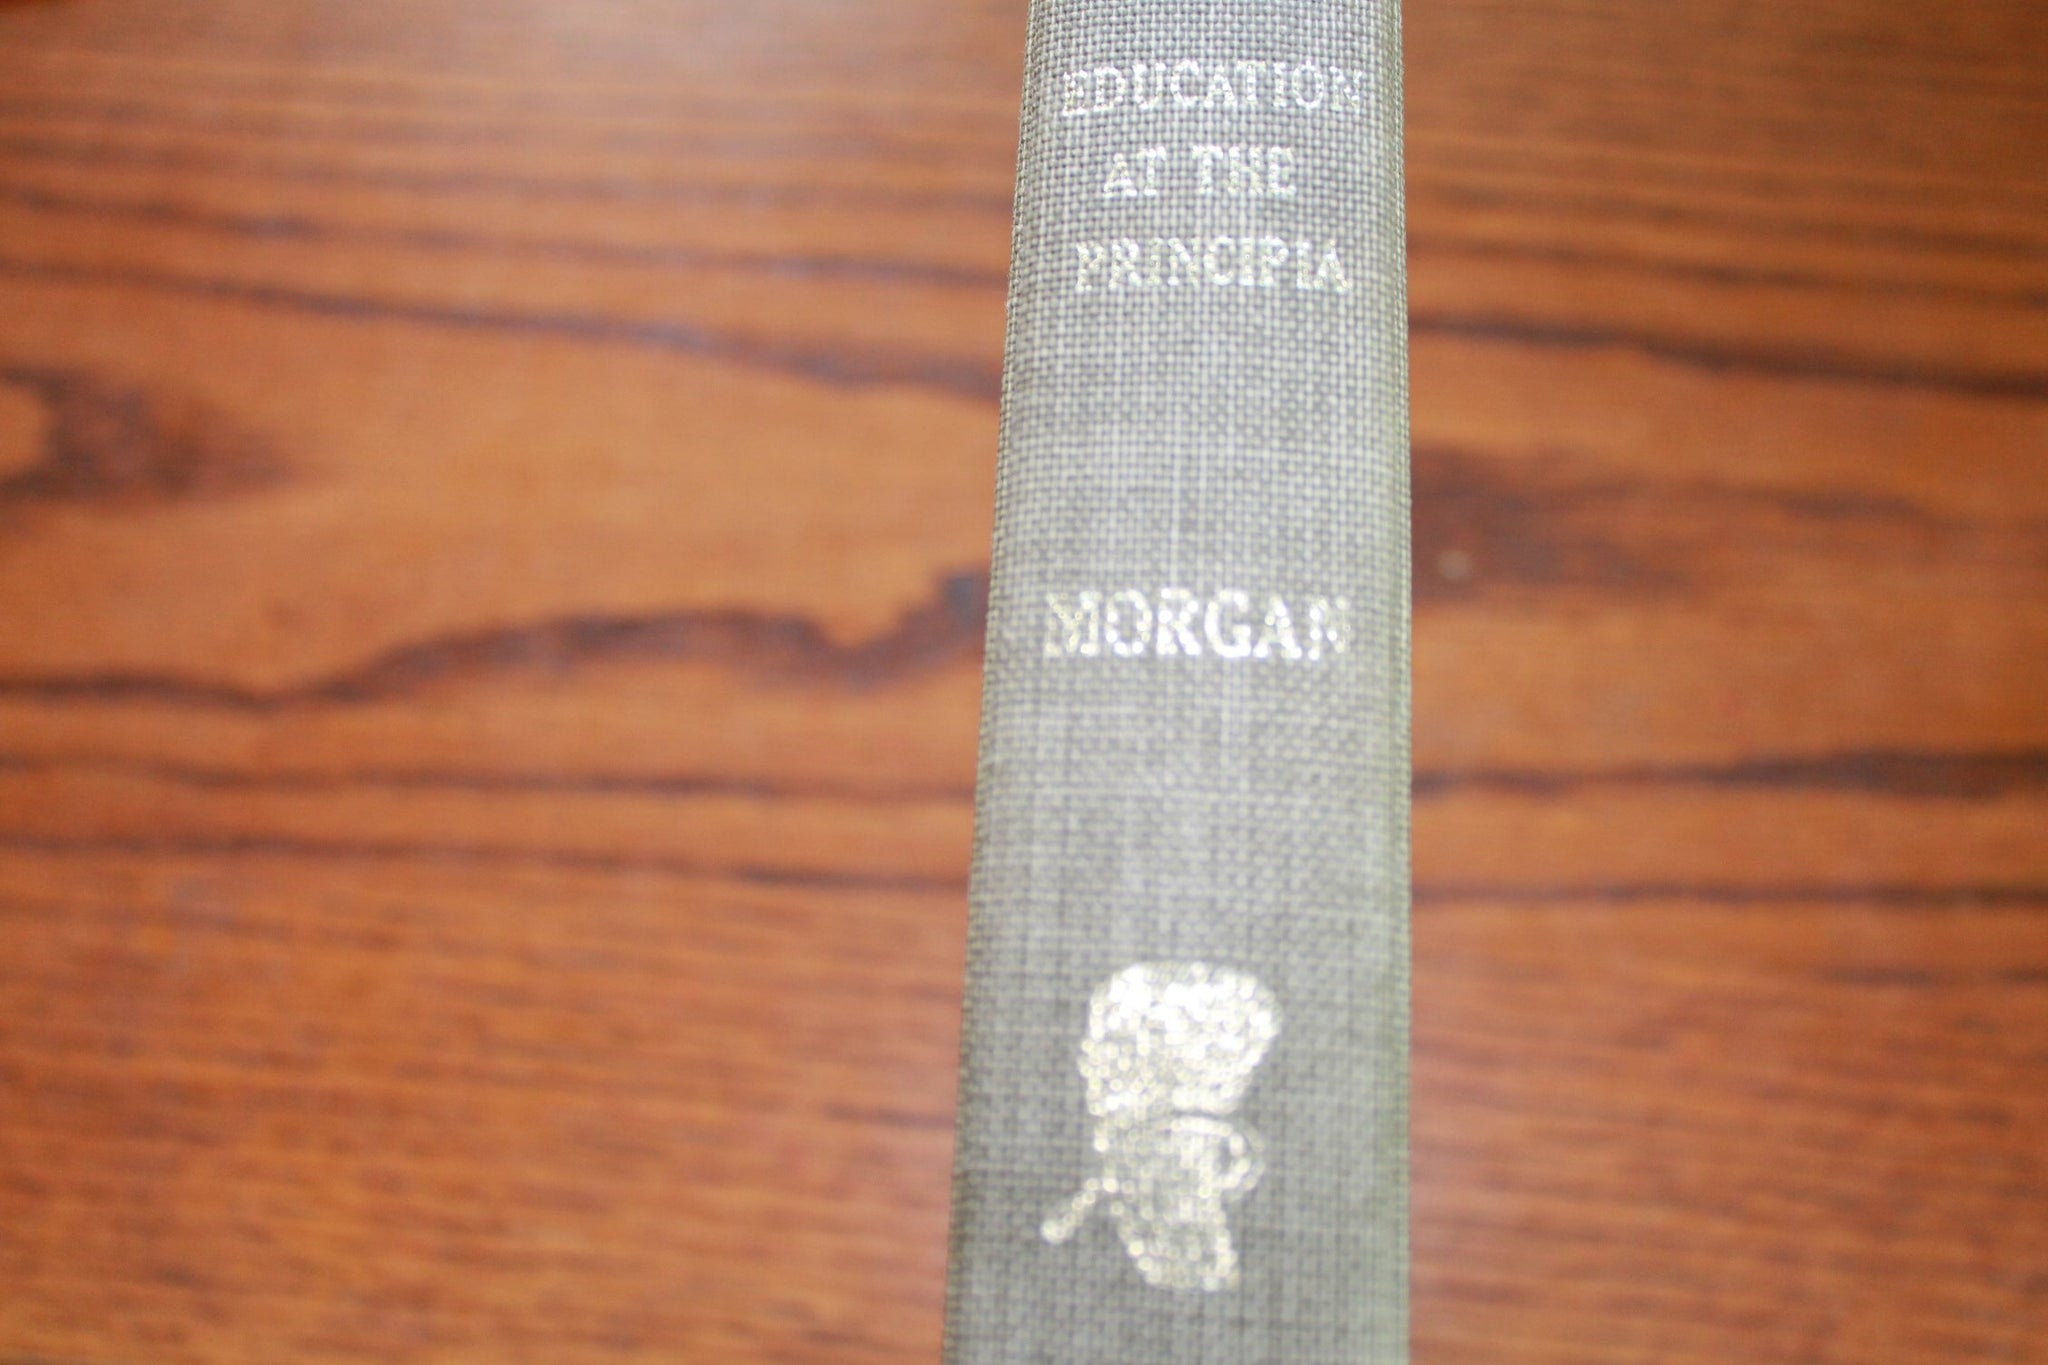 EDUCATION
AT THE
PRINCIPIA
MORGAN